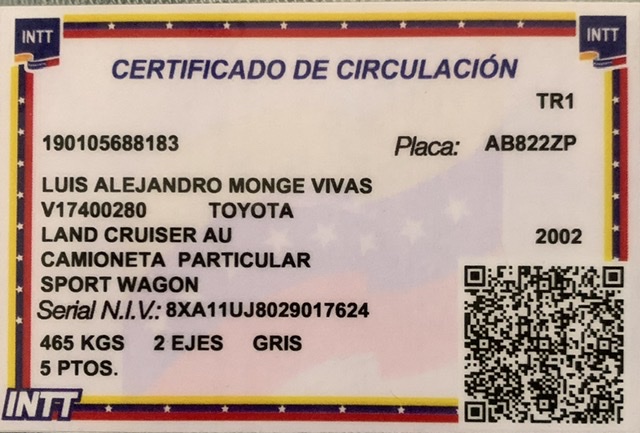 INTT INTT
CERTIFICADO DE CIRCULACIÓN
TR1
190105688183 Placa: AB822ZP
LUIS ALEJANDRO MONGE VIVAS
V17400280 TOYOTA
LAND CRUISER AU 2002
CAMIONETA PARTICULAR
SPORT WAGON
Serial N.I.V.: 8XA11UJ8029017624
465 KGS 2 EJES GRIS
5 PTOS.
INTT